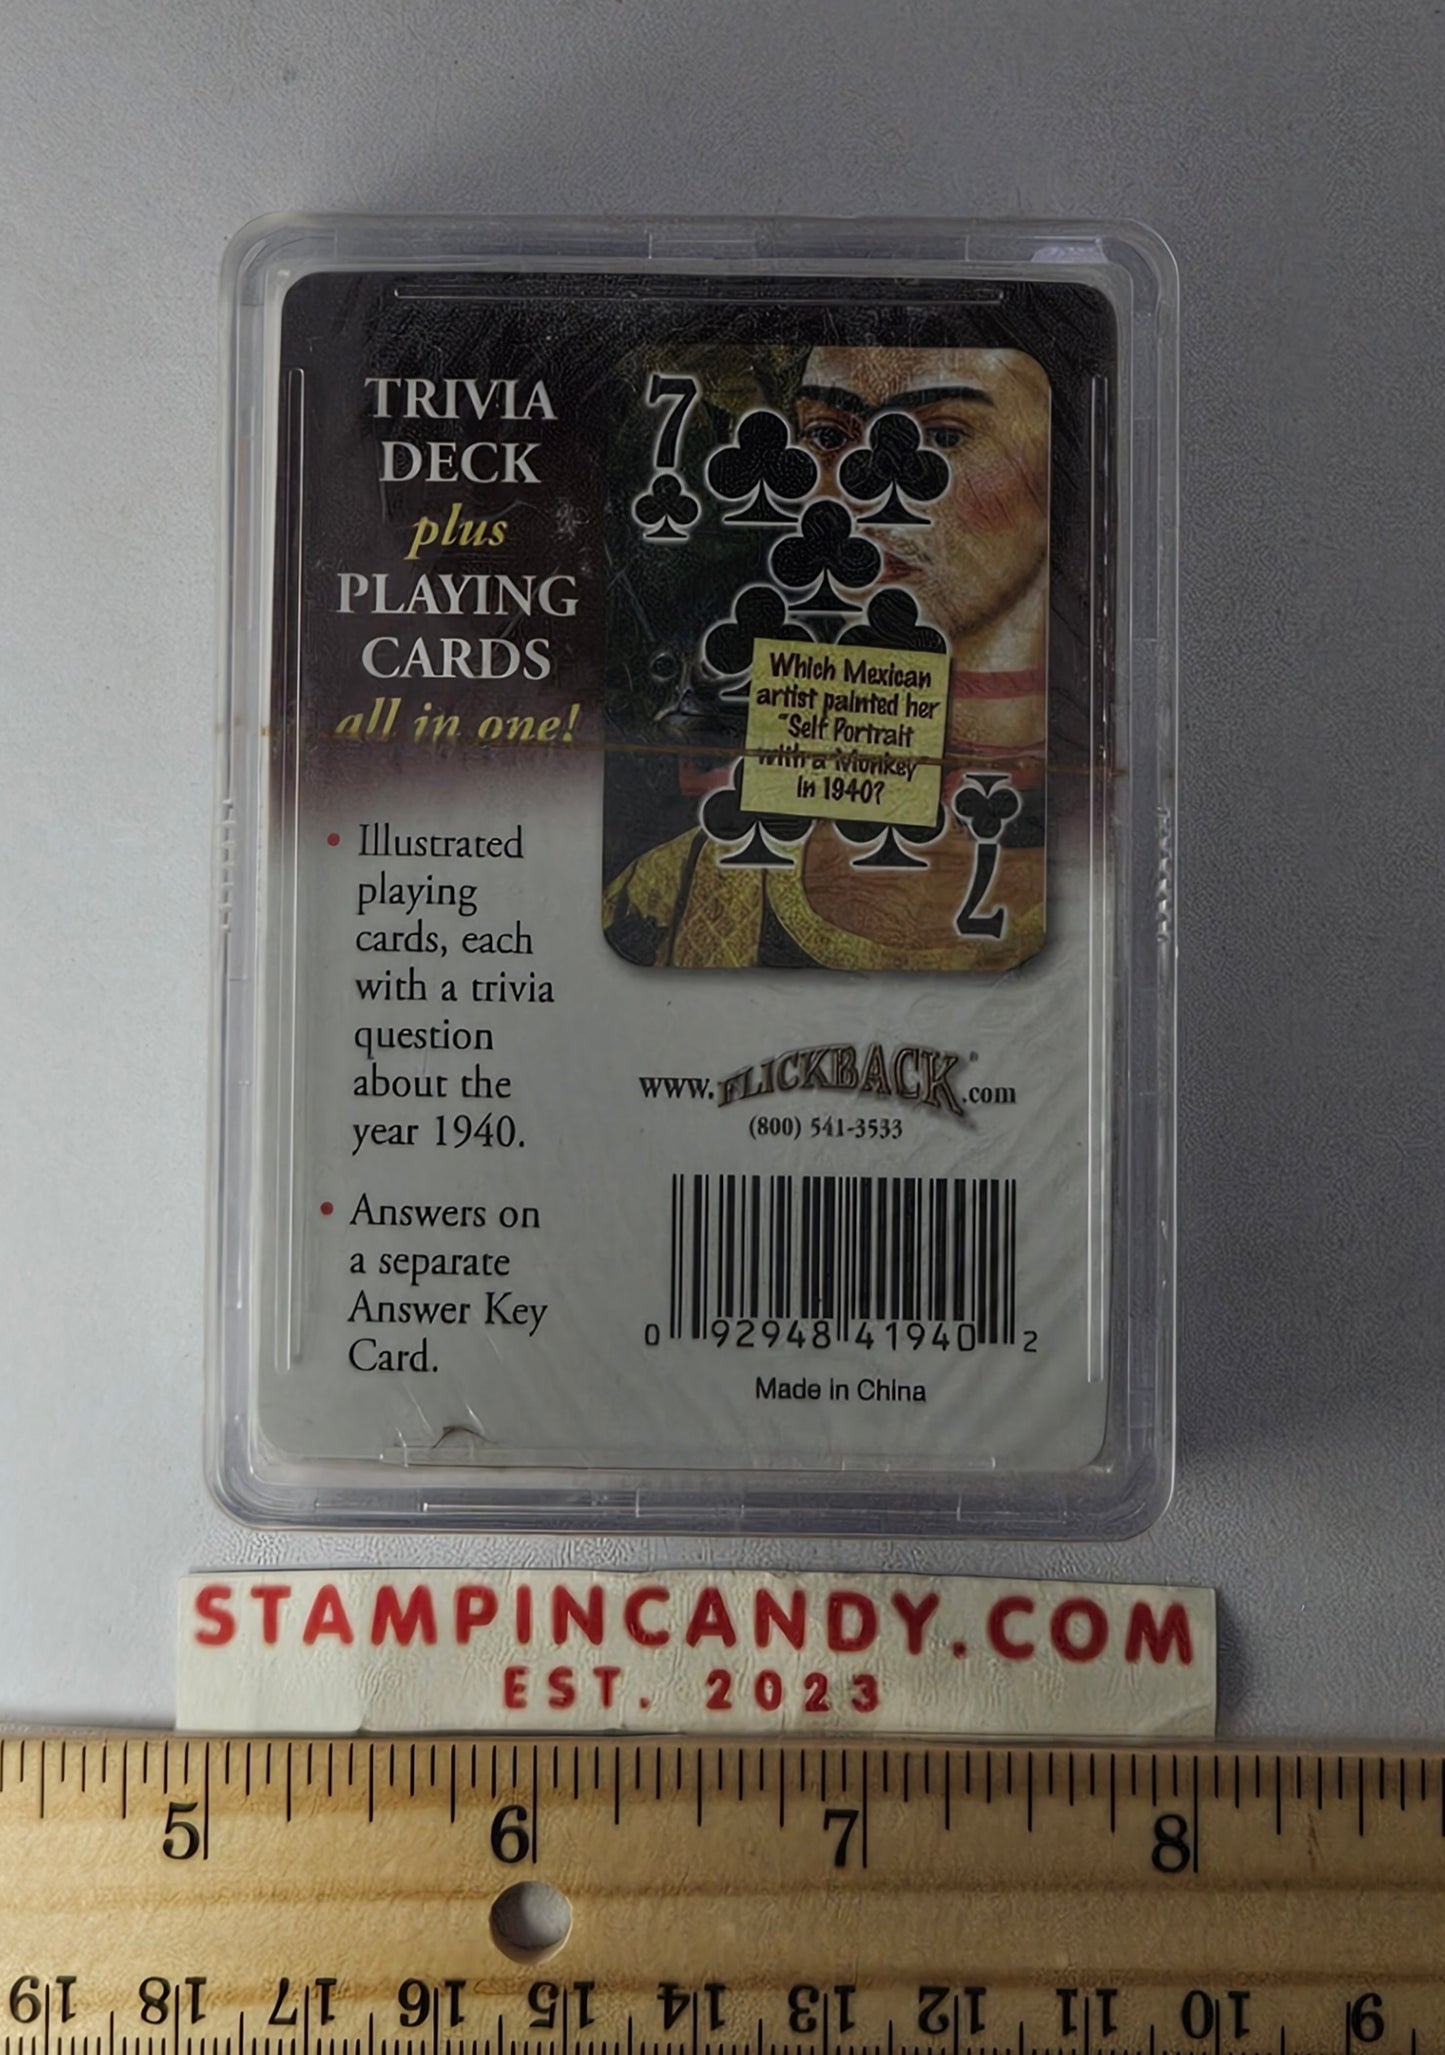 TRIVIA
DECK
plus
PLAYING
CARDS
all in one!
• Illustrated
playing
cards, each
with a trivia
question
about the
year 1940.
• Answers on
a separate
Answer Key
Card.
7
Which Mexican
artist painted her
"Self Portrait
with a Monkey
in 1940?
7
www.FLICKBACK®.com
(800) 541-3533
0 92948 41940 2
Made in China
STAMPINCANDY.COM
EST. 2023
5 6 7 8
19 18 17 16 15 14 13 12 11 10 9